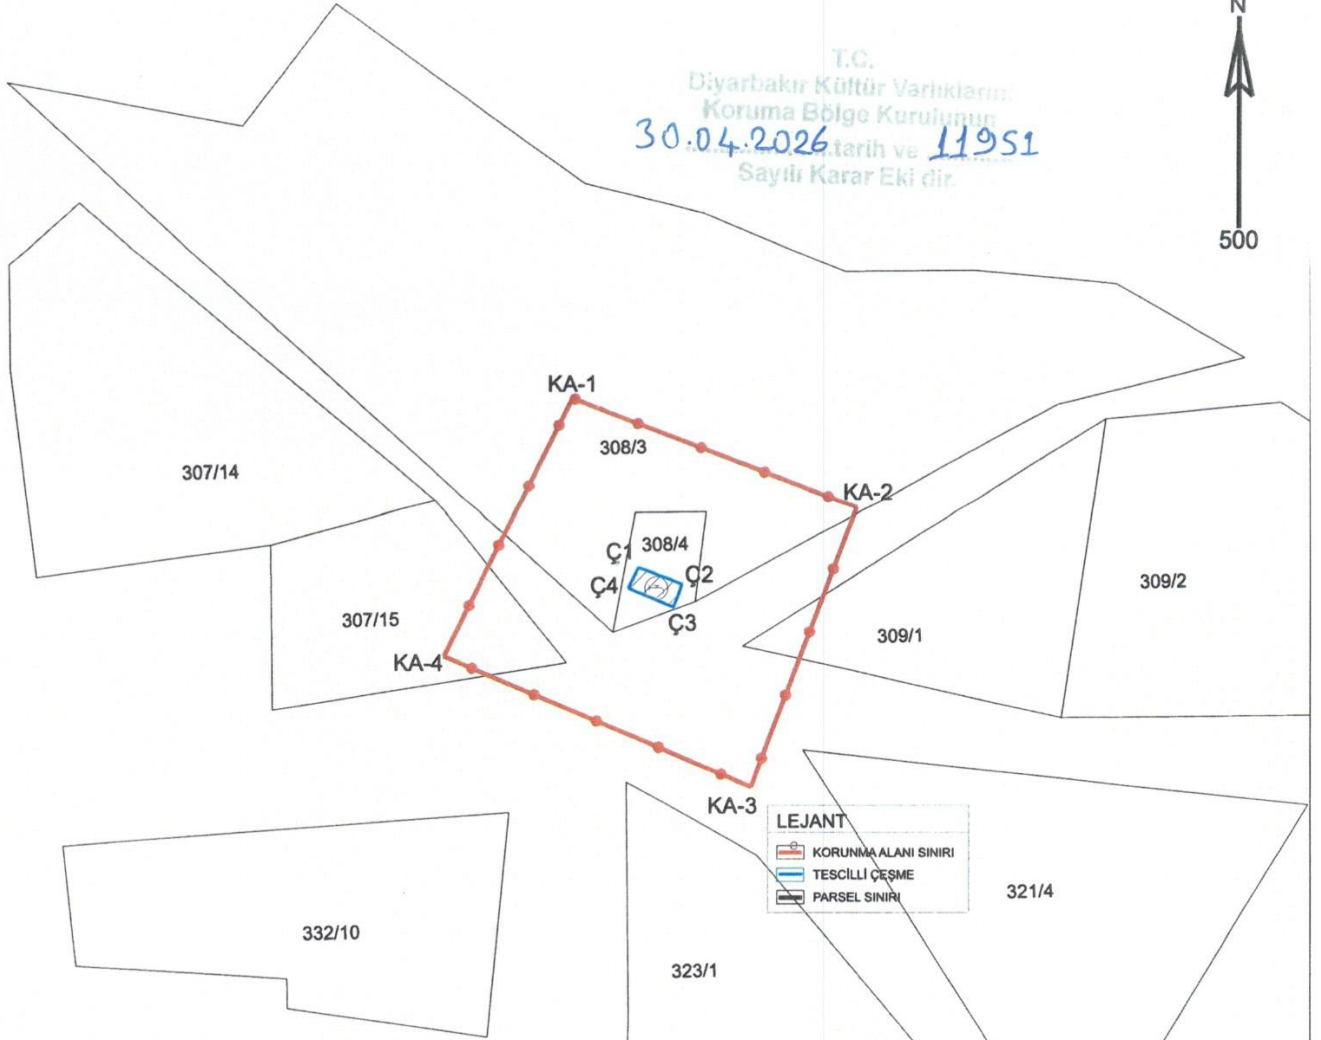 N
T.C.
Diyarbakır Kültür Varlıklarını
Koruma Bölge Kurulunun
30.04.2026 tarih ve 11951
Sayılı Karar Eki dir.
500
KA-1
308/3
307/14
KA-2
308/4
Ç1
Ç2
Ç4
309/2
307/15
Ç3
309/1
KA-4
KA-3
LEJANT
KORUNMA ALANI SINIRI
TESCİLLİ ÇEŞME
PARSEL SINIRI
321/4
332/10
323/1